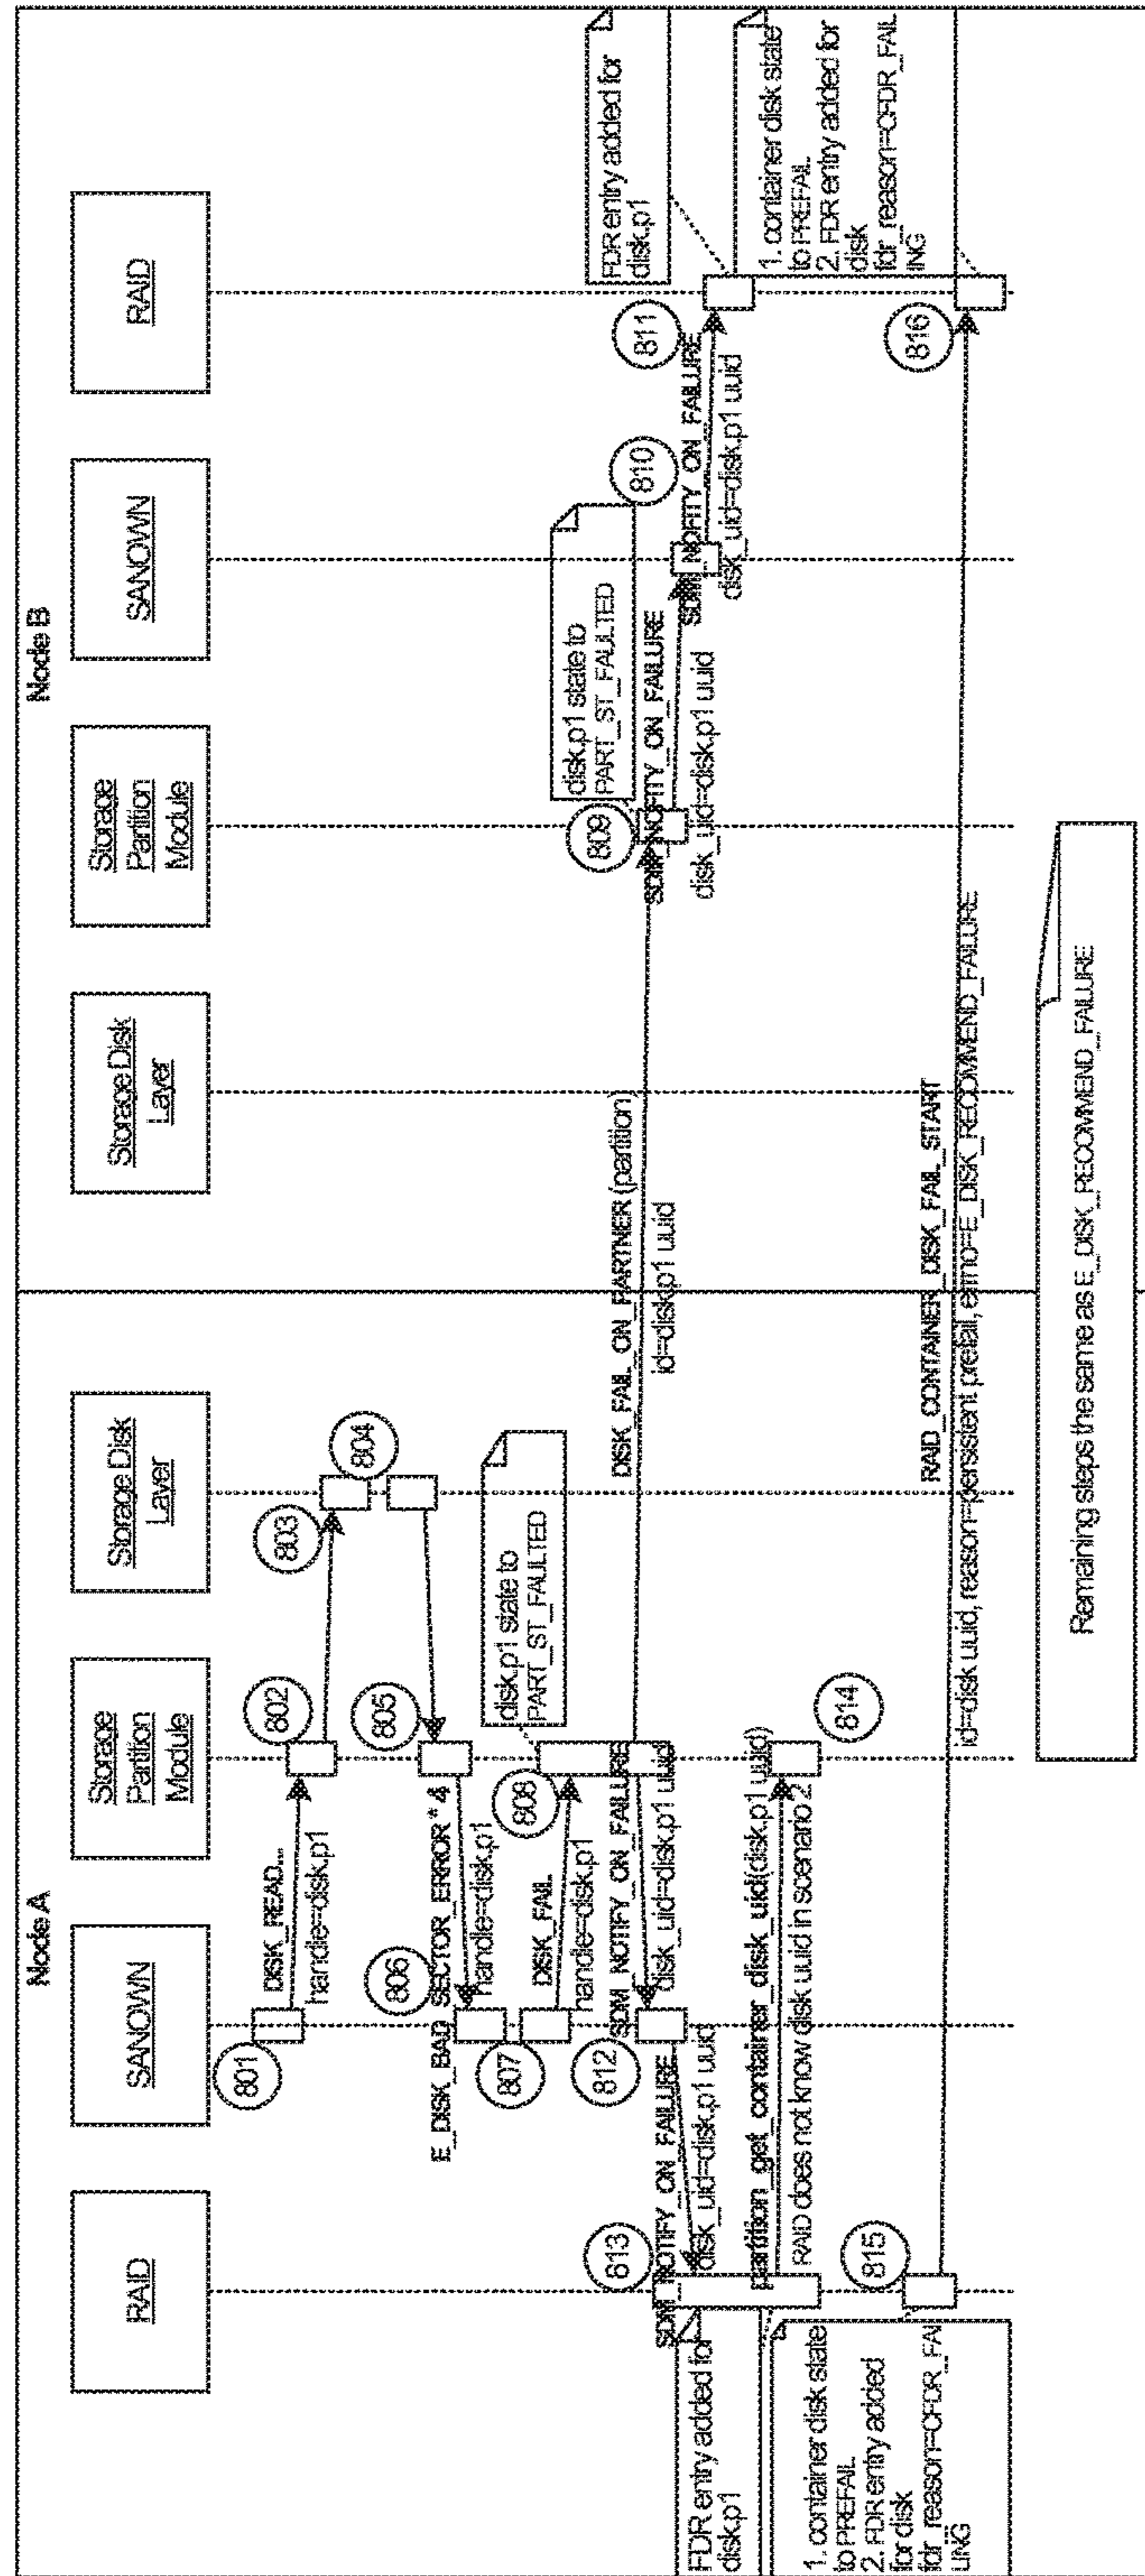 Node A
Node B
RAID
SANOWN
Storage
Partition
Module
Storage Disk
Layer
Storage Disk
Layer
Storage
Partition
Module
SANOWN
RAID
801
DISK_READ...
handle=disk.p1
802
803
804
805
E_DISK_BAD_SECTOR_ERROR * 4
handle=disk.p1
806
807
DISK_FAIL
handle=disk.p1
808
disk.p1 state to
PART_ST_FAULTED
DISK_FAIL_ON_PARTNER (partition)
id=disk.p1 uuid
809
disk.p1 state to
PART_ST_FAULTED
SDM_NOFITY_ON_FAILURE
disk_uid=disk.p1 uuid
810
SDM_NOFITY_ON_FAILURE
disk_uid=disk.p1 uuid
811
FDR entry added for
disk.p1
SDM_NOTIFY_ON_FAILURE
disk_uid=disk.p1 uuid
812
SDM_NOTIFY_ON_FAILURE
disk_uid=disk.p1 uuid
813
FDR entry added for
disk.p1
partition_get_container_disk_uid(disk.p1 uuid)
RAID does not know disk uuid in scenario 2
814
815
1. container disk state
to PREFAIL
2. FDR entry added
for disk
fdr_reason=CFDR_FAI
LING
RAID_CONTAINER_DISK_FAIL_START
id=disk uuid, reason=persistent prefail, errno=E_DISK_RECOMMEND_FAILURE
816
1. container disk state
to PREFAIL
2. FDR entry added for
disk
fdr_reason=CFDR_FAIL
ING
Remaining steps the same as E_DISK_RECOMMEND_FAILURE